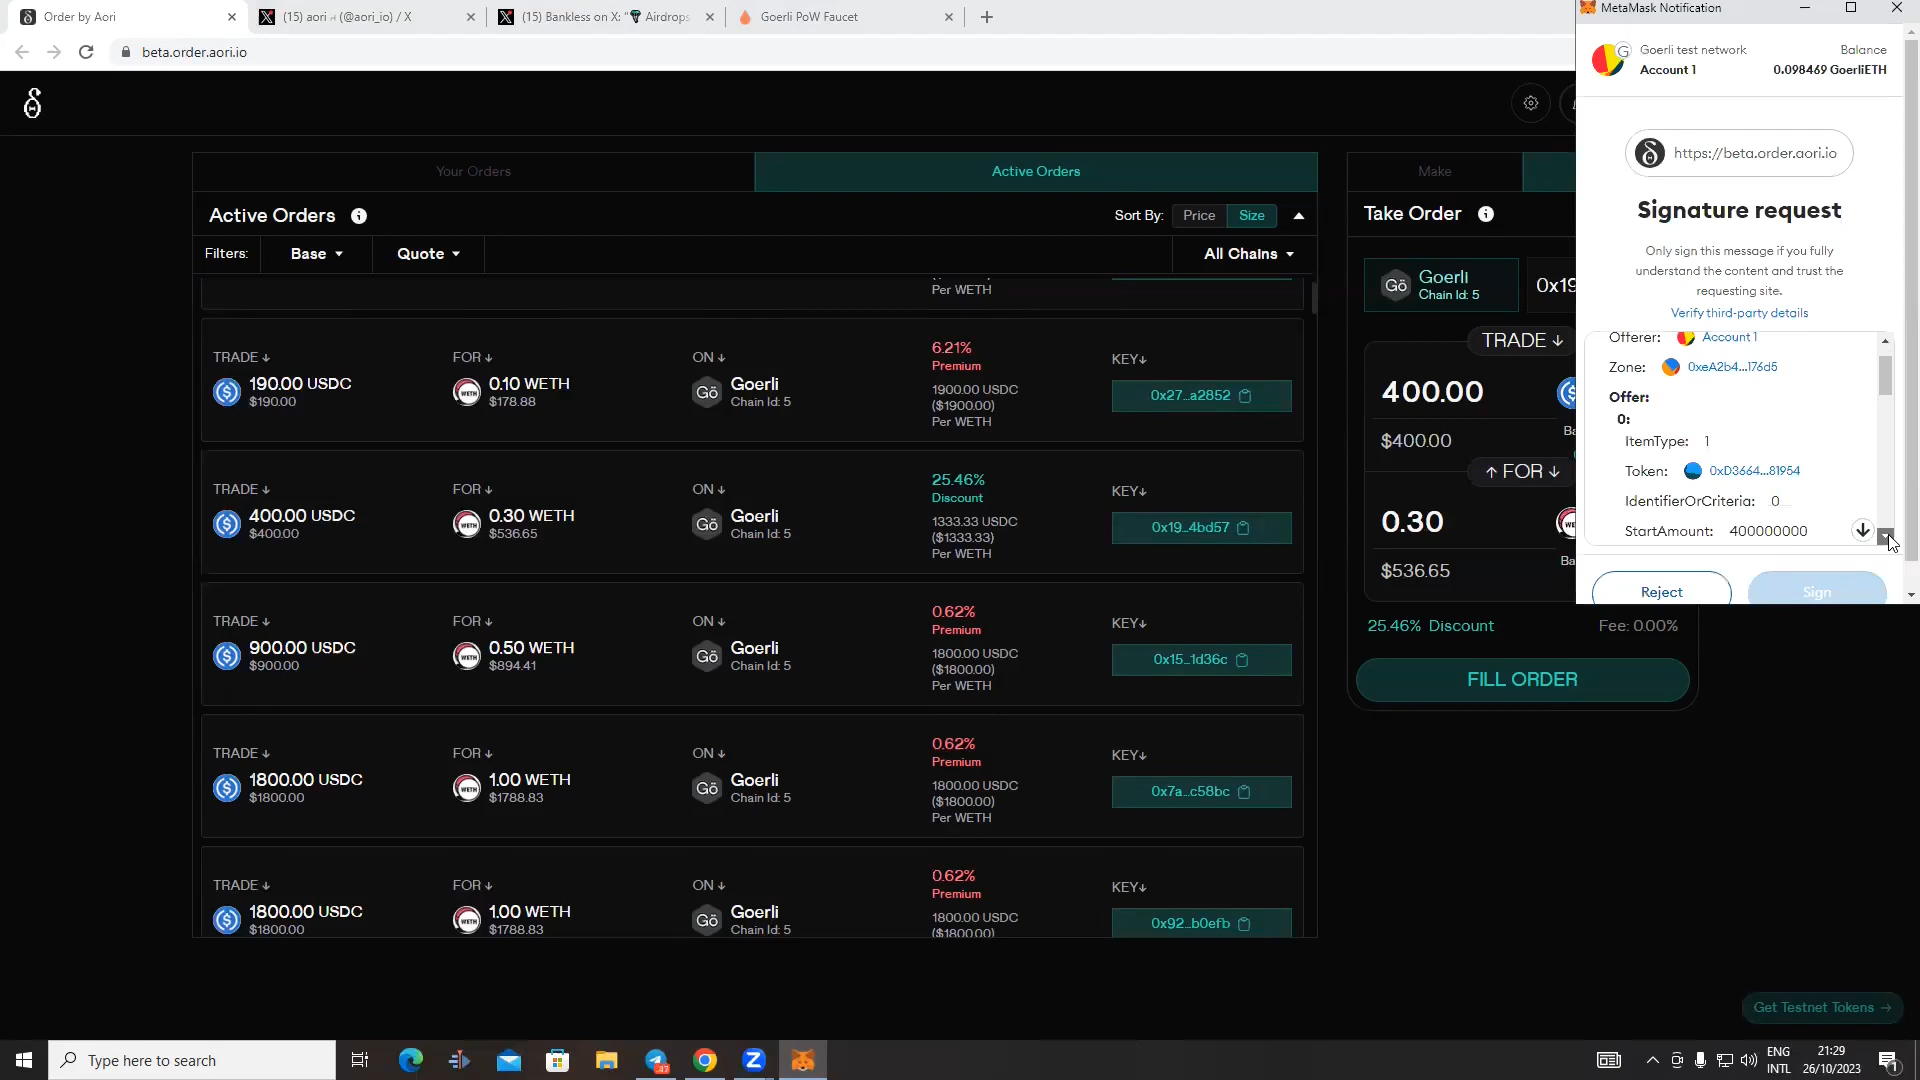 Order by Aori
(15) aori (@aori_io) / X
(15) Bankless on X: " Airdrops
Goerli PoW Faucet
beta.order.aori.io
Your Orders
Active Orders
Active Orders
Sort By: Price Size
Filters: Base Quote All Chains
Per WETH
TRADE ↓ FOR ↓ ON ↓ 6.21% KEY↓
Premium
190.00 USDC 0.10 WETH Goerli 1900.00 USDC 0x27...a2852
$190.00 $178.88 Chain Id: 5 ($1900.00)
Per WETH
TRADE ↓ FOR ↓ ON ↓ 25.46% KEY↓
Discount
400.00 USDC 0.30 WETH Goerli 1333.33 USDC 0x19...4bd57
$400.00 $536.65 Chain Id: 5 ($1333.33)
Per WETH
TRADE ↓ FOR ↓ ON ↓ 0.62% KEY↓
Premium
900.00 USDC 0.50 WETH Goerli 1800.00 USDC 0x15...1d36c
$900.00 $894.41 Chain Id: 5 ($1800.00)
Per WETH
TRADE ↓ FOR ↓ ON ↓ 0.62% KEY↓
Premium
1800.00 USDC 1.00 WETH Goerli 1800.00 USDC 0x7a...c58bc
$1800.00 $1788.83 Chain Id: 5 ($1800.00)
Per WETH
TRADE ↓ FOR ↓ ON ↓ 0.62% KEY↓
Premium
1800.00 USDC 1.00 WETH Goerli 1800.00 USDC 0x92...b0efb
$1800.00 $1788.83 Chain Id: 5 ($1800.00)
Make
Take Order
Gö Goerli 0x19
Chain Id: 5
TRADE ↓
400.00
$400.00
Ba
↑ FOR ↓
0.30
$536.65
Ba
25.46% Discount Fee: 0.00%
FILL ORDER
Get Testnet Tokens →
MetaMask Notification
Goerli test network Balance
Account 1 0.098469 GoerliETH
https://beta.order.aori.io
Signature request
Only sign this message if you fully
understand the content and trust the
requesting site.
Verify third-party details
Offerer: Account 1
Zone: 0xeA2b4...176d5
Offer:
0:
ItemType: 1
Token: 0xD3664...81954
IdentifierOrCriteria: 0
StartAmount: 400000000
Reject Sign
Type here to search
ENG
INTL
21:29
26/10/2023